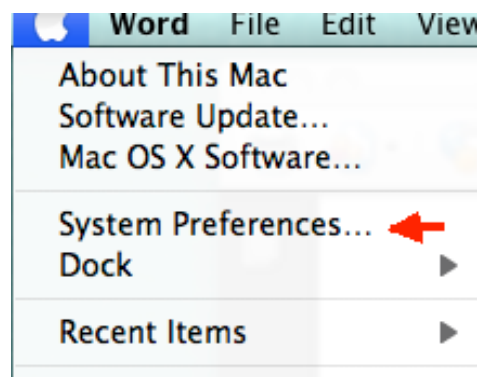 Word File Edit View
About This Mac
Software Update...
Mac OS X Software...
System Preferences...
Dock
Recent Items